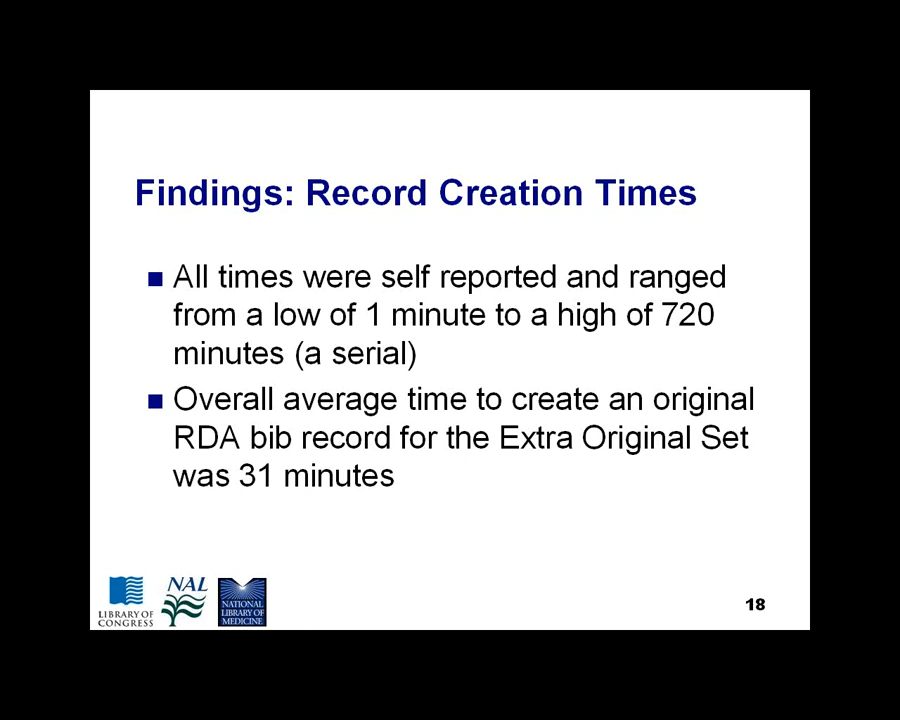 Findings: Record Creation Times
All times were self reported and ranged
from a low of 1 minute to a high of 720
minutes (a serial)
Overall average time to create an original
RDA bib record for the Extra Original Set
was 31 minutes
LIBRARY OF
CONGRESS
NAL
NATIONAL
LIBRARY OF
MEDICINE
18